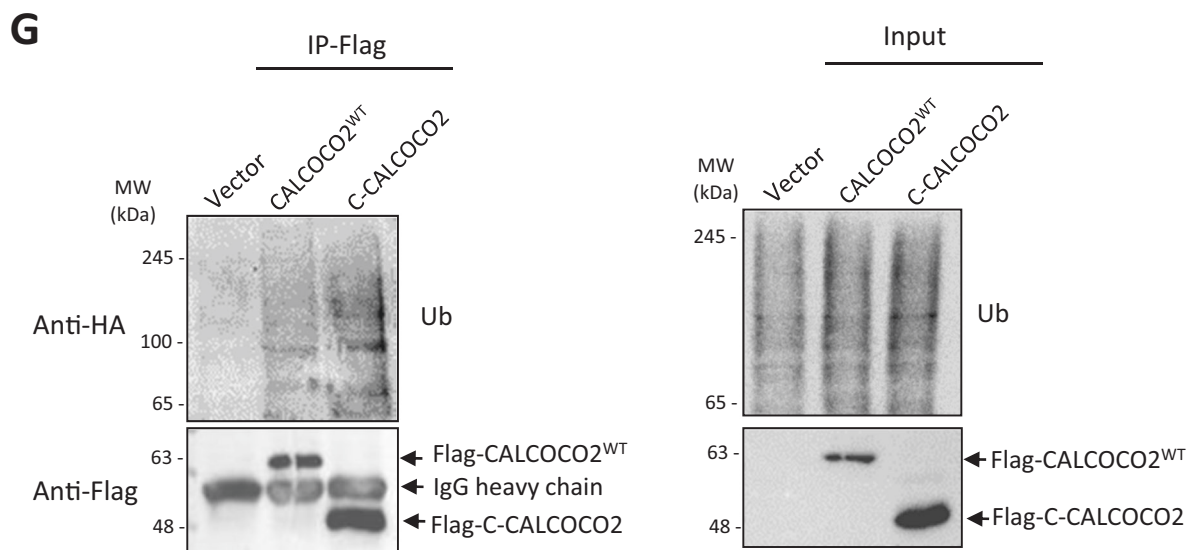 G
IP-Flag
Input
Vector
CALCOCO2WT
C-CALCOCO2
Vector
CALCOCO2WT
C-CALCOCO2
MW
(kDa)
245 -
100 -
65 -
Anti-HA
Ub
63 -
48 -
Anti-Flag
Flag-CALCOCO2WT
IgG heavy chain
Flag-C-CALCOCO2
MW
(kDa)
245 -
65 -
Ub
63 -
48 -
Flag-CALCOCO2WT
Flag-C-CALCOCO2